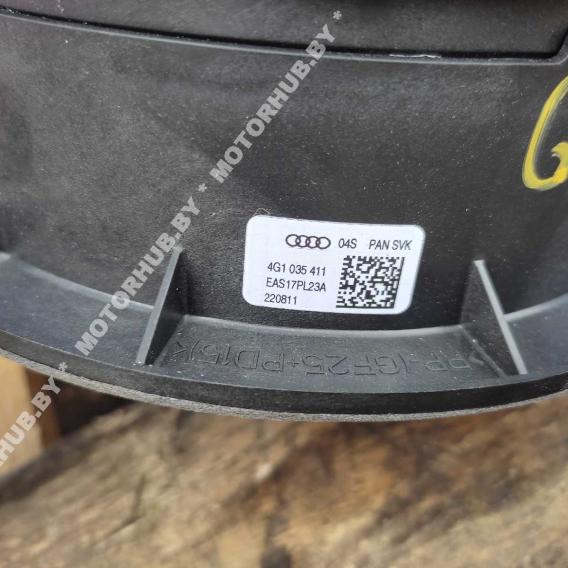 MOTORHUB.BY * MOTORHUB.BY * MOTORHUB.BY
04S PAN SVK
4G1 035 411
EAS17PL23A
220811
>PP-(GF25+PD15)<